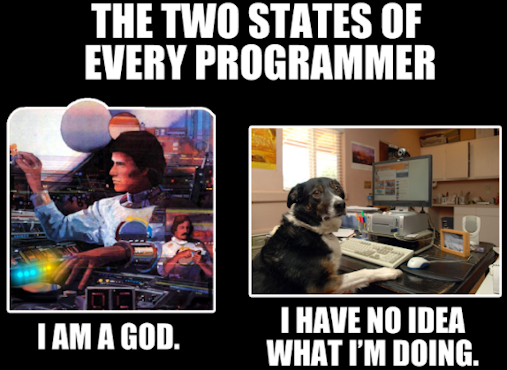 THE TWO STATES OF
EVERY PROGRAMMER
I AM A GOD.
I HAVE NO IDEA
WHAT I'M DOING.